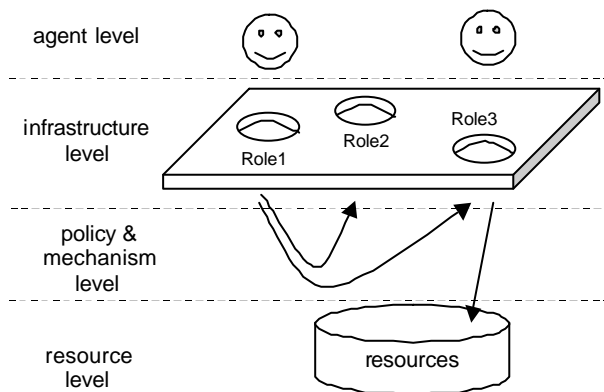 agent level
infrastructure
level
Role1
Role2
Role3
policy &
mechanism
level
resource
level
resources